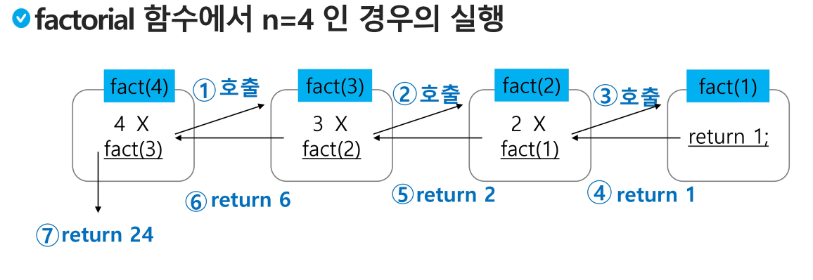 factorial 함수에서 n=4 인 경우의 실행
fact(4)
① 호출
fact(3)
② 호출
fact(2)
③ 호출
fact(1)
4 X
fact(3)
3 X
fact(2)
2 X
fact(1)
return 1;
⑥ return 6
⑤ return 2
④ return 1
⑦ return 24